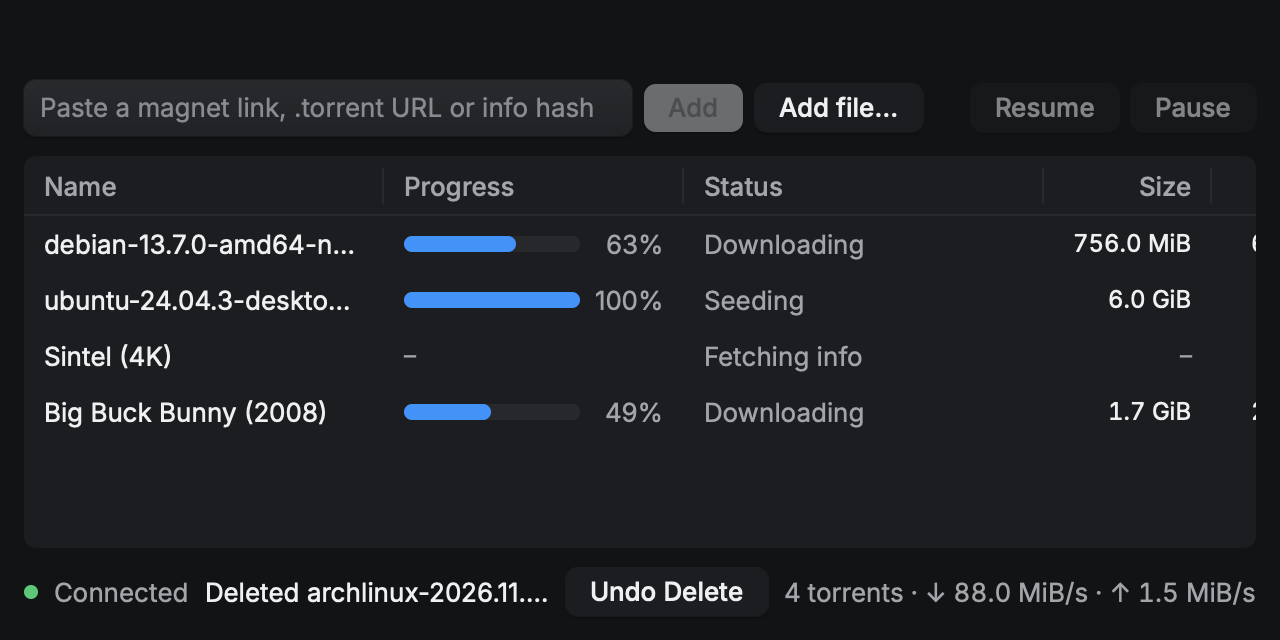 Paste a magnet link, .torrent URL or info hash Add Add file... Resume Pause
Name Progress Status Size
debian-13.7.0-amd64-n... 63% Downloading 756.0 MiB
ubuntu-24.04.3-deskto... 100% Seeding 6.0 GiB
Sintel (4K) – Fetching info –
Big Buck Bunny (2008) 49% Downloading 1.7 GiB
Connected Deleted archlinux-2026.11.... Undo Delete 4 torrents · ↓ 88.0 MiB/s · ↑ 1.5 MiB/s